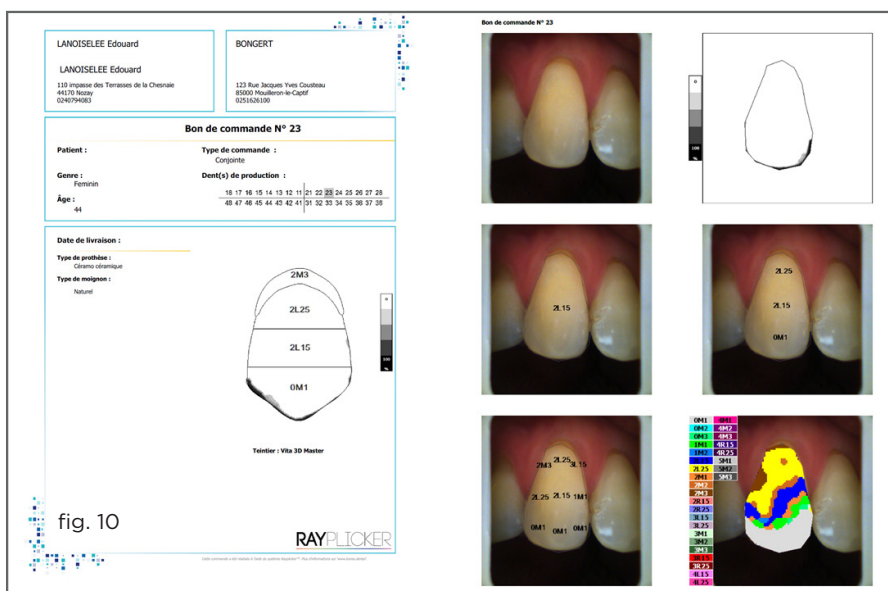 LANOISELEE Edouard
LANOISELEE Edouard
110 impasse des Terrasses de la Chesnaie
44170 Nozay
0240794083
BONGERT
123 Rue Jacques Yves Cousteau
85000 Mouilleron-le-Captif
0251626100
Bon de commande N° 23
Patient :
Type de commande :
Conjointe
Genre :
Feminin
Dent(s) de production :
18 17 16 15 14 13 12 11 21 22 23 24 25 26 27 28
48 47 46 45 44 43 42 41 31 32 33 34 35 36 37 38
Âge :
44
Date de livraison :
Type de prothèse :
Céramo céramique
Type de moignon :
Naturel
2M3
2L25
2L15
0M1
100
%
Teintier : Vita 3D Master
fig. 10
RAYPLICKER
Bon de commande N° 23
100
%
2L15
2L25
2L15
0M1
2M3 2L25 3L15
2L25 2L15 1M1
0M1 0M1 0M1
0M1 4M1
0M2 4M2
0M3 4M3
1M1 4R15
1M2 4R25
5M1
2L25 5M2
2M1 5M3
2M2
2M3
2R15
2R25
3L15
3L25
3M1
3M2
3M3
3R15
3R25
4L15
4L25